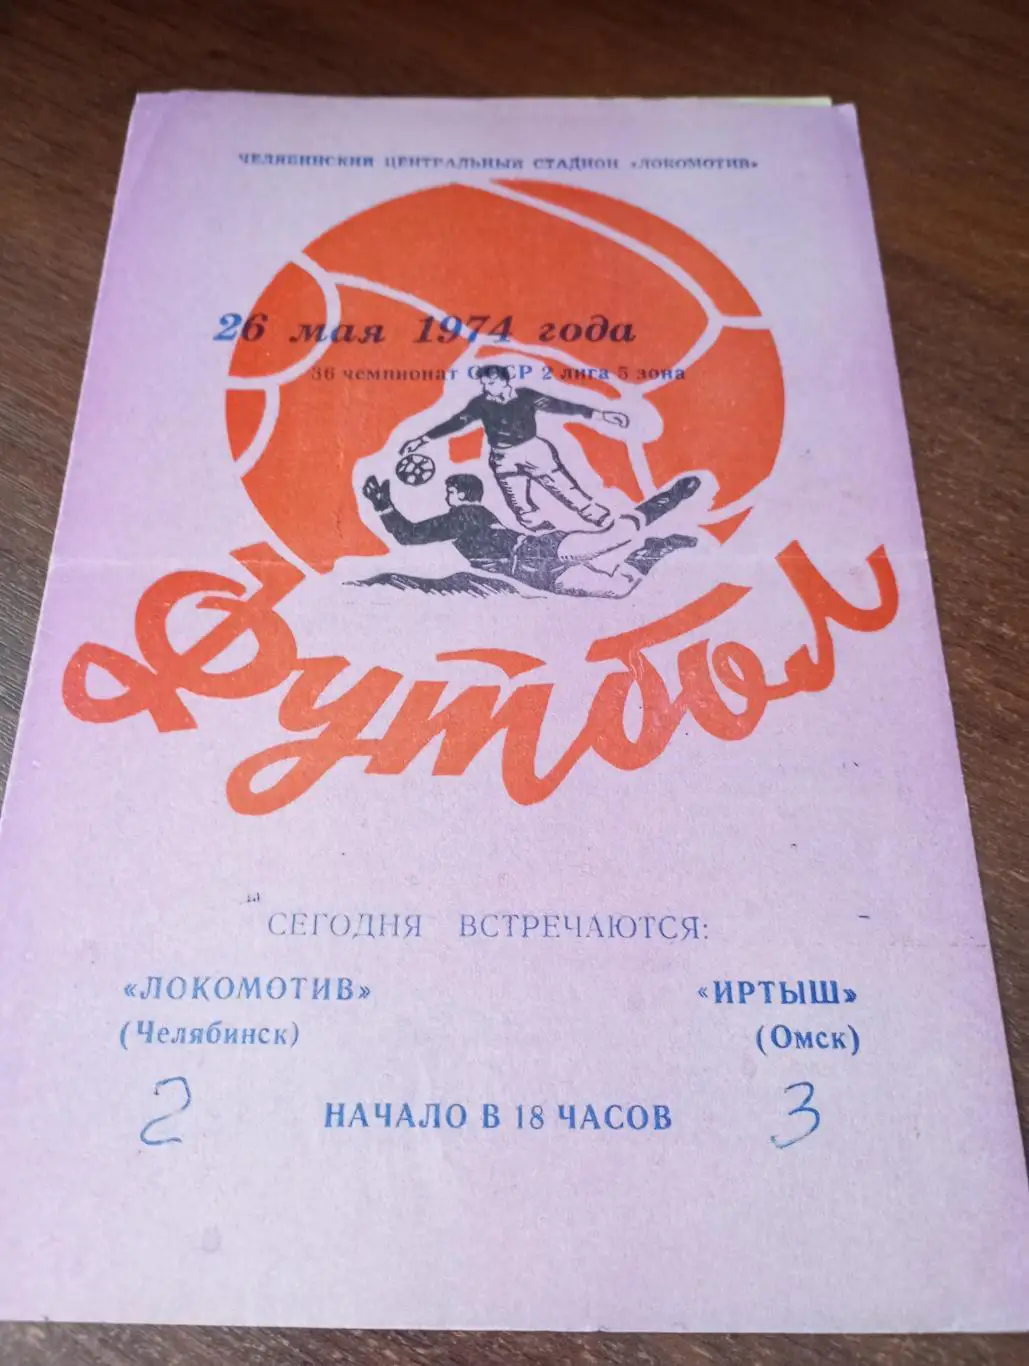 ЧЕЛЯБИНСКИЙ ЦЕНТРАЛЬНЫЙ СТАДИОН «ЛОКОМОТИВ»
26 мая 1974 года
36 чемпионат СССР 2 лига 5 зона
Футбол
СЕГОДНЯ ВСТРЕЧАЮТСЯ:
«ЛОКОМОТИВ» «ИРТЫШ»
(Челябинск) (Омск)
2 НАЧАЛО В 18 ЧАСОВ 3